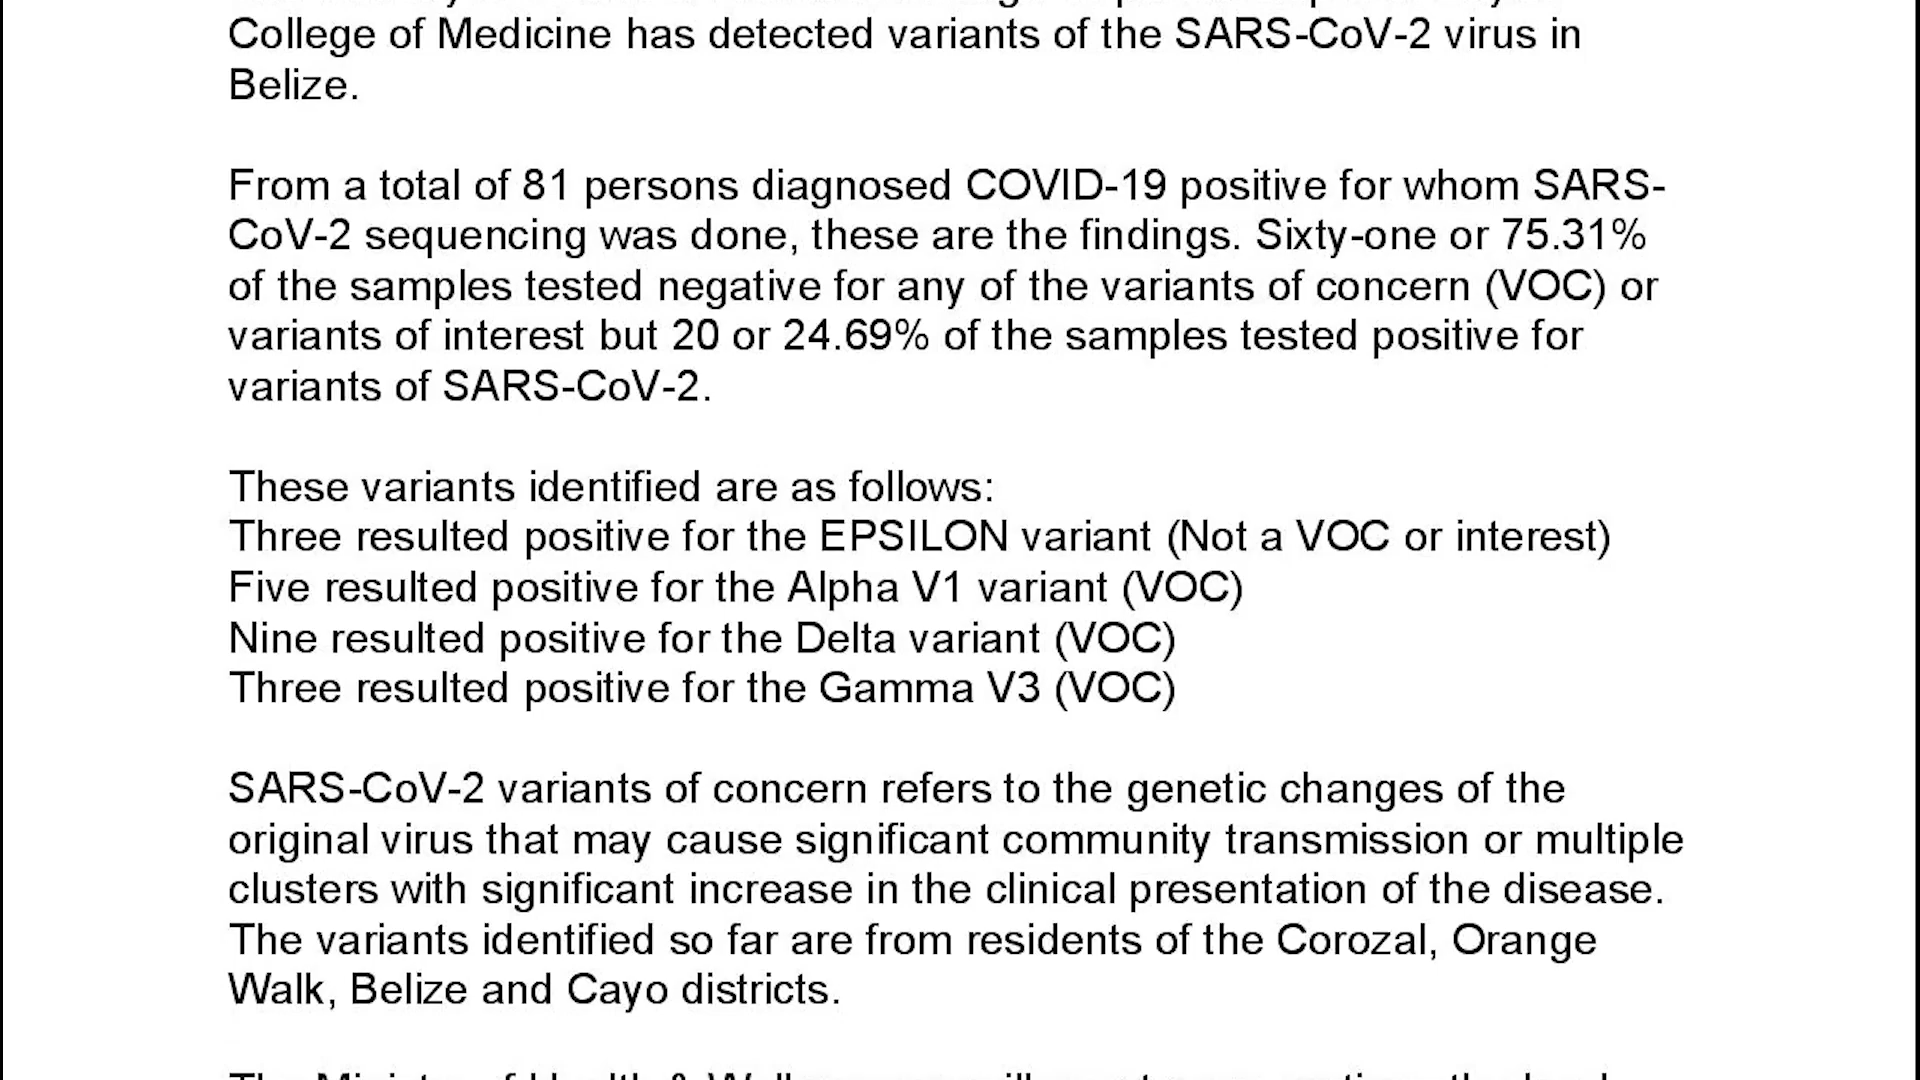 College of Medicine has detected variants of the SARS-CoV-2 virus in
Belize.
From a total of 81 persons diagnosed COVID-19 positive for whom SARS-
CoV-2 sequencing was done, these are the findings. Sixty-one or 75.31%
of the samples tested negative for any of the variants of concern (VOC) or
variants of interest but 20 or 24.69% of the samples tested positive for
variants of SARS-CoV-2.
These variants identified are as follows:
Three resulted positive for the EPSILON variant (Not a VOC or interest)
Five resulted positive for the Alpha V1 variant (VOC)
Nine resulted positive for the Delta variant (VOC)
Three resulted positive for the Gamma V3 (VOC)
SARS-CoV-2 variants of concern refers to the genetic changes of the
original virus that may cause significant community transmission or multiple
clusters with significant increase in the clinical presentation of the disease.
The variants identified so far are from residents of the Corozal, Orange
Walk, Belize and Cayo districts.
The Ministry of Health &